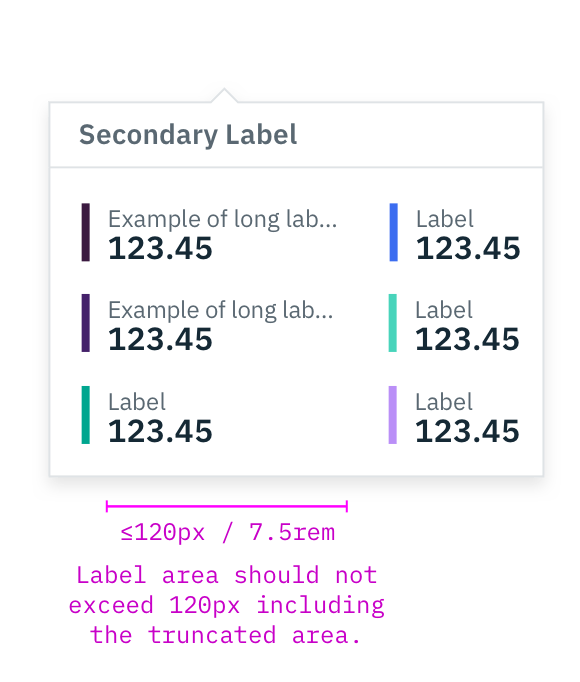 Secondary Label
Example of long lab...
123.45
Label
123.45
Example of long lab...
123.45
Label
123.45
Label
123.45
Label
123.45
≤120px / 7.5rem
Label area should not
exceed 120px including
the truncated area.